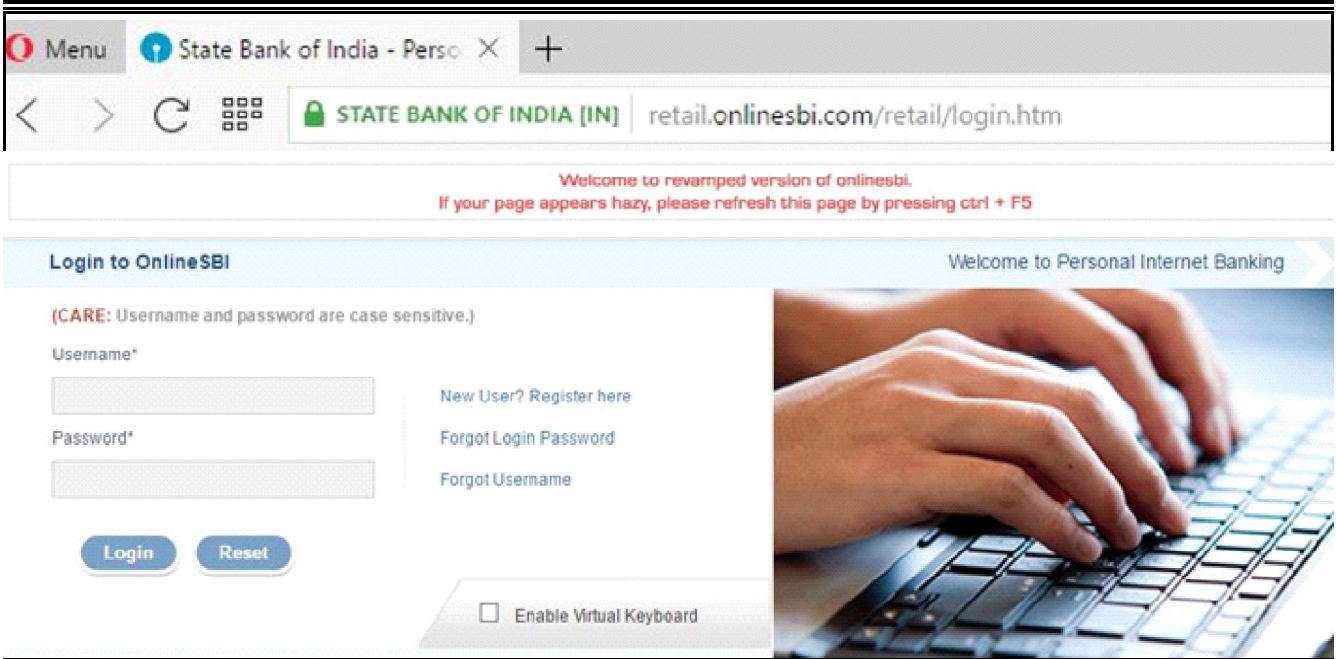 Menu
State Bank of India - Perso
STATE BANK OF INDIA [IN] retail.onlinesbi.com/retail/login.htm
Welcome to revamped version of onlinesbi.
If your page appears hazy, please refresh this page by pressing ctrl + F5
Login to OnlineSBI
Welcome to Personal Internet Banking
(CARE: Username and password are case sensitive.)
Username*
Password*
New User? Register here
Forgot Login Password
Forgot Username
Login
Reset
Enable Virtual Keyboard